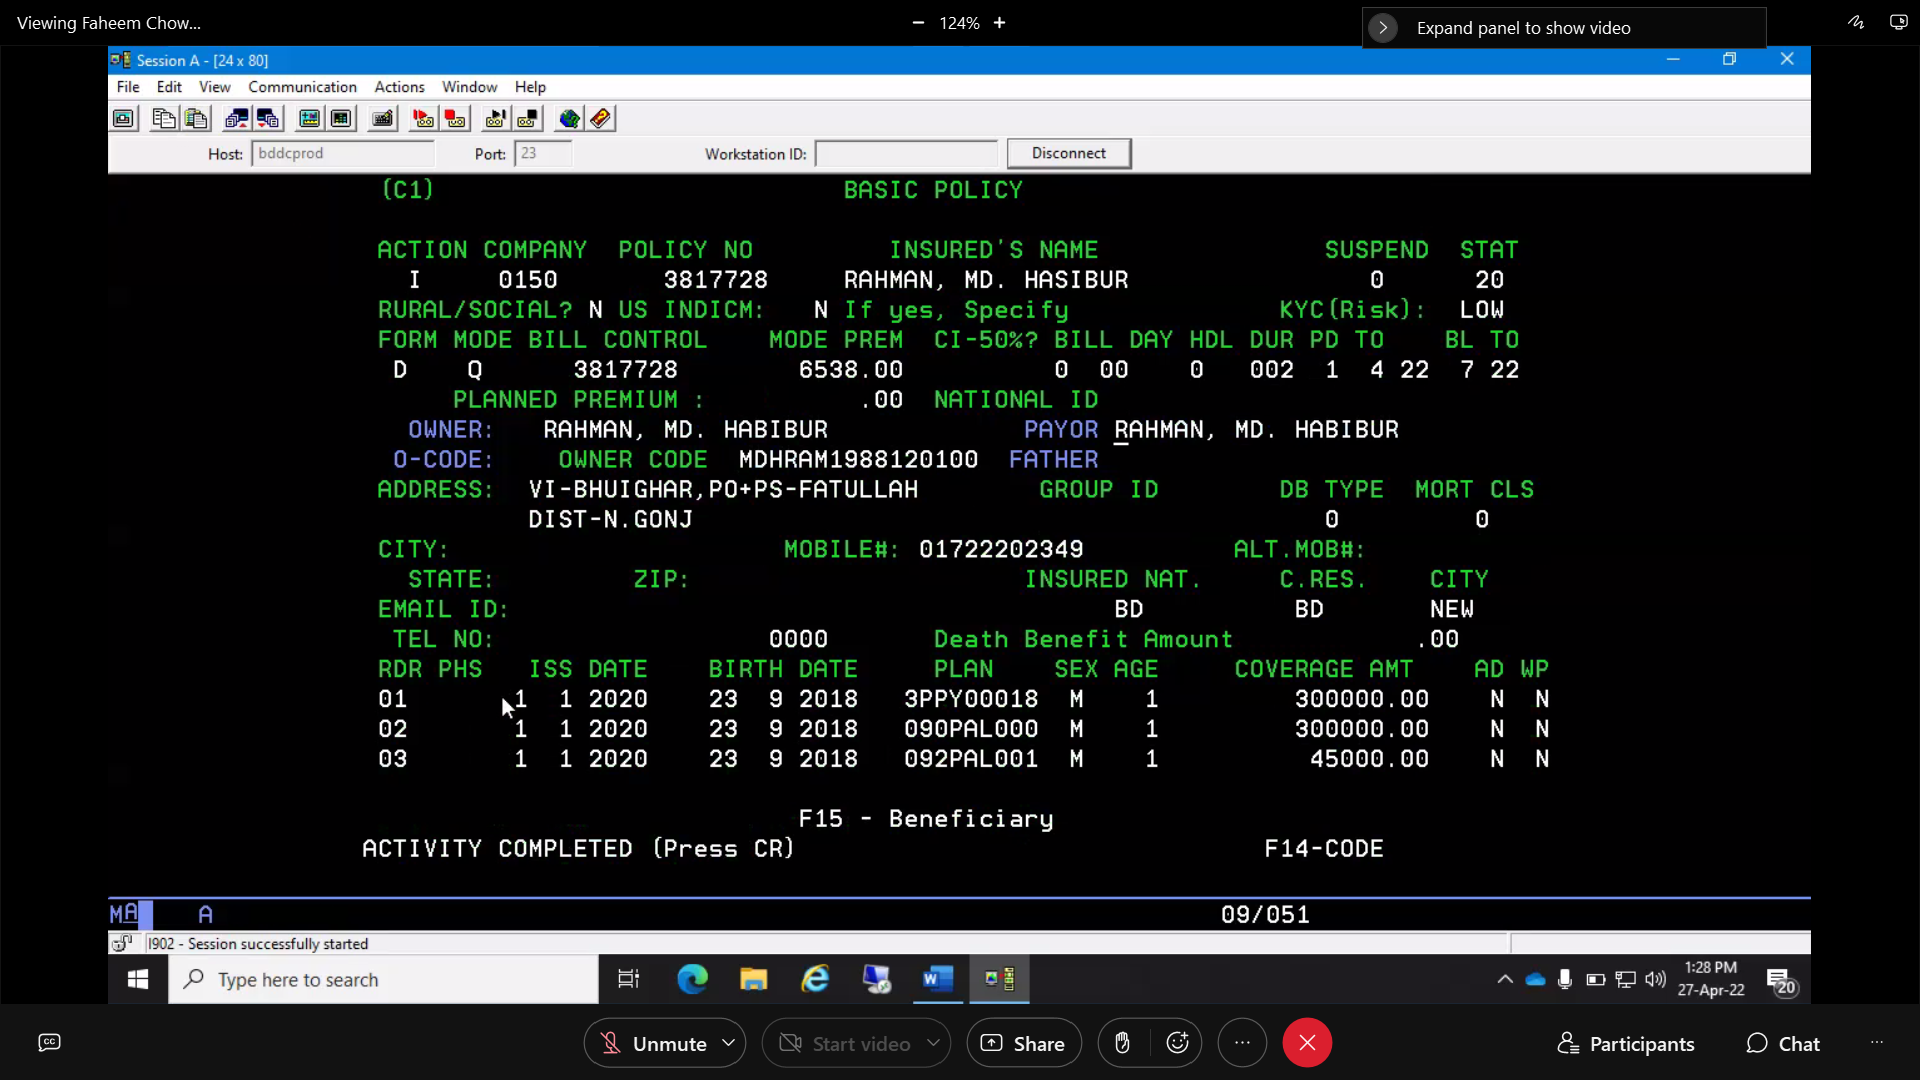 Viewing Faheem Chow...
124%
Expand panel to show video
Session A - [24 x 80]
File Edit View Communication Actions Window Help
Host: bddcprod Port: 23 Workstation ID: Disconnect
(C1) BASIC POLICY
ACTION COMPANY POLICY NO INSURED'S NAME SUSPEND STAT
I 0150 3817728 RAHMAN, MD. HASIBUR 0 20
RURAL/SOCIAL? N US INDICM: N If yes, Specify KYC(Risk): LOW
FORM MODE BILL CONTROL MODE PREM CI-50%? BILL DAY HDL DUR PD TO BL TO
D Q 3817728 6538.00 0 00 0 002 1 4 22 7 22
PLANNED PREMIUM : .00 NATIONAL ID
OWNER: RAHMAN, MD. HABIBUR PAYOR RAHMAN, MD. HABIBUR
O-CODE: OWNER CODE MDHRAM1988120100 FATHER
ADDRESS: VI-BHUIGHAR,PO+PS-FATULLAH GROUP ID DB TYPE MORT CLS
DIST-N.GONJ 0 0
CITY: MOBILE#: 01722202349 ALT.MOB#:
STATE: ZIP: INSURED NAT. C.RES. CITY
EMAIL ID: BD BD NEW
TEL NO: 0000 Death Benefit Amount .00
RDR PHS ISS DATE BIRTH DATE PLAN SEX AGE COVERAGE AMT AD WP
01 1 1 2020 23 9 2018 3PPY00018 M 1 300000.00 N N
02 1 1 2020 23 9 2018 090PAL000 M 1 300000.00 N N
03 1 1 2020 23 9 2018 092PAL001 M 1 45000.00 N N
F15 - Beneficiary
ACTIVITY COMPLETED (Press CR) F14-CODE
MA A 09/051
I902 - Session successfully started
Type here to search
1:28 PM
27-Apr-22
20
Unmute Start video Share Participants Chat